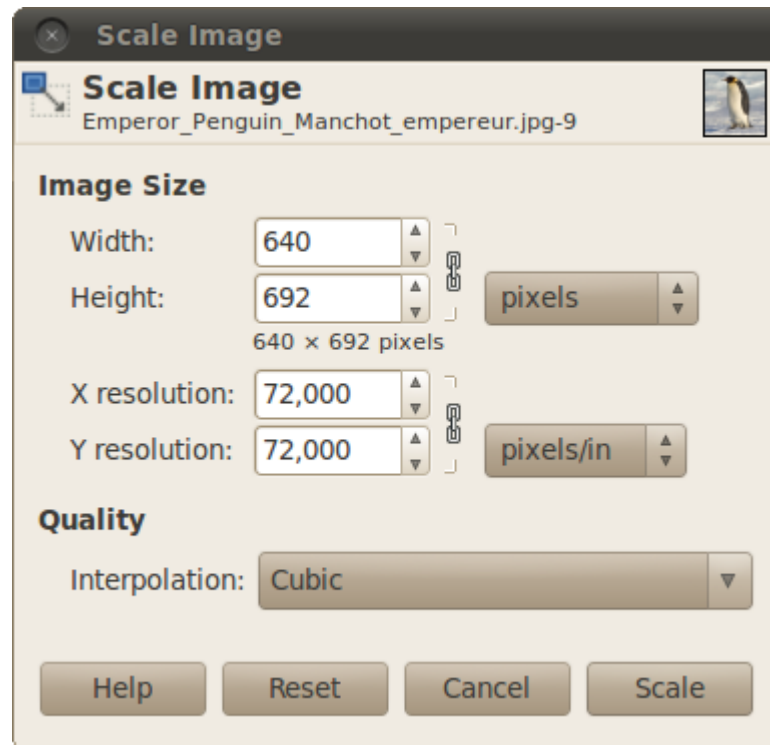 Scale Image
Scale Image
Emperor_Penguin_Manchot_empereur.jpg-9
Image Size
Width: 640
Height: 692 pixels
640 × 692 pixels
X resolution: 72,000
Y resolution: 72,000 pixels/in
Quality
Interpolation: Cubic
Help Reset Cancel Scale